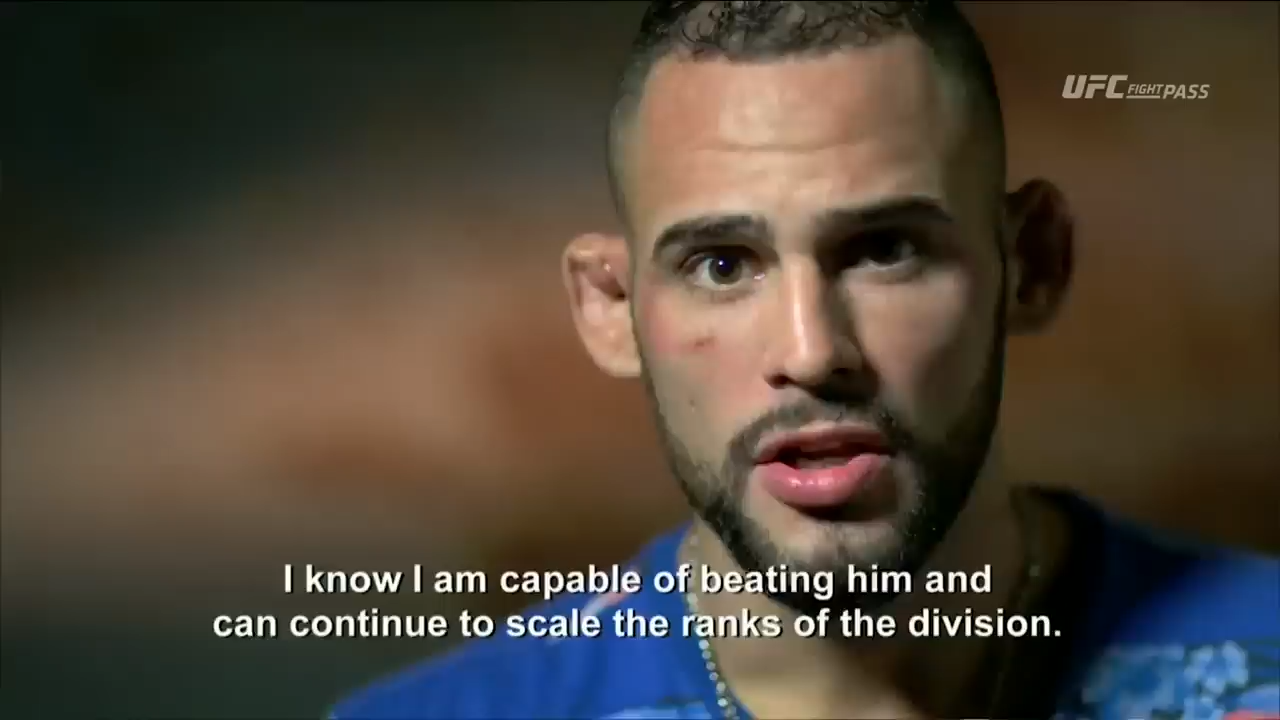 UFC FIGHT PASS
I know I am capable of beating him and
can continue to scale the ranks of the division.